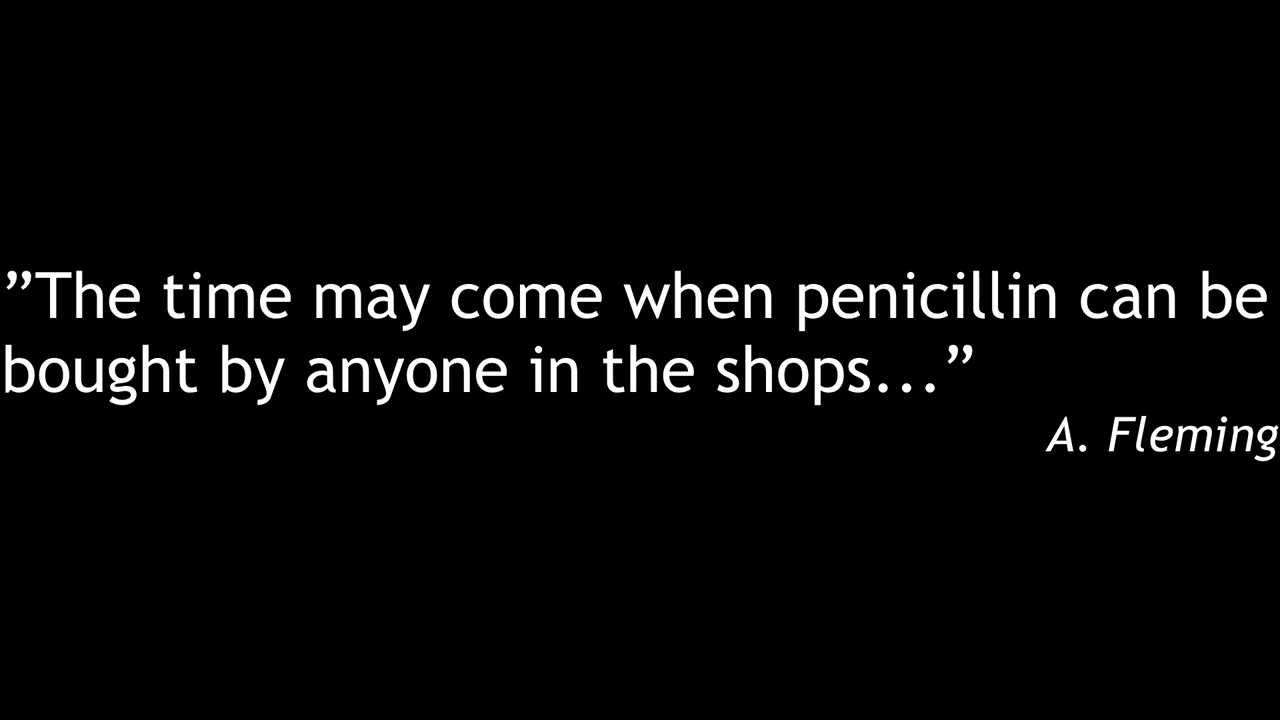 ”The time may come when penicillin can be
bought by anyone in the shops...”
A. Fleming